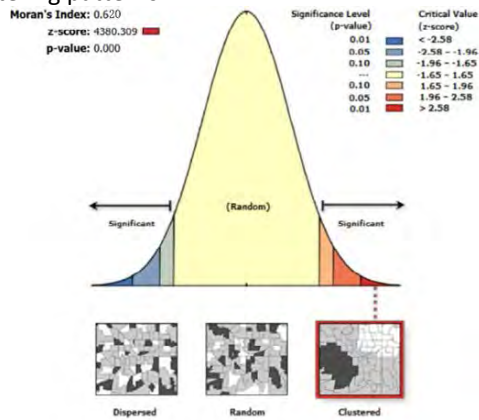 Moran's Index: 0.620
z-score: 4380.309
p-value: 0.000
Significance Level
(p-value)
Critical Value
(z-score)
0.01 < -2.58
0.05 -2.58 – -1.96
0.10 -1.96 – -1.65
... -1.65 – 1.65
0.10 1.65 – 1.96
0.05 1.96 – 2.58
0.01 > 2.58
Significant
(Random)
Significant
Dispersed
Random
Clustered